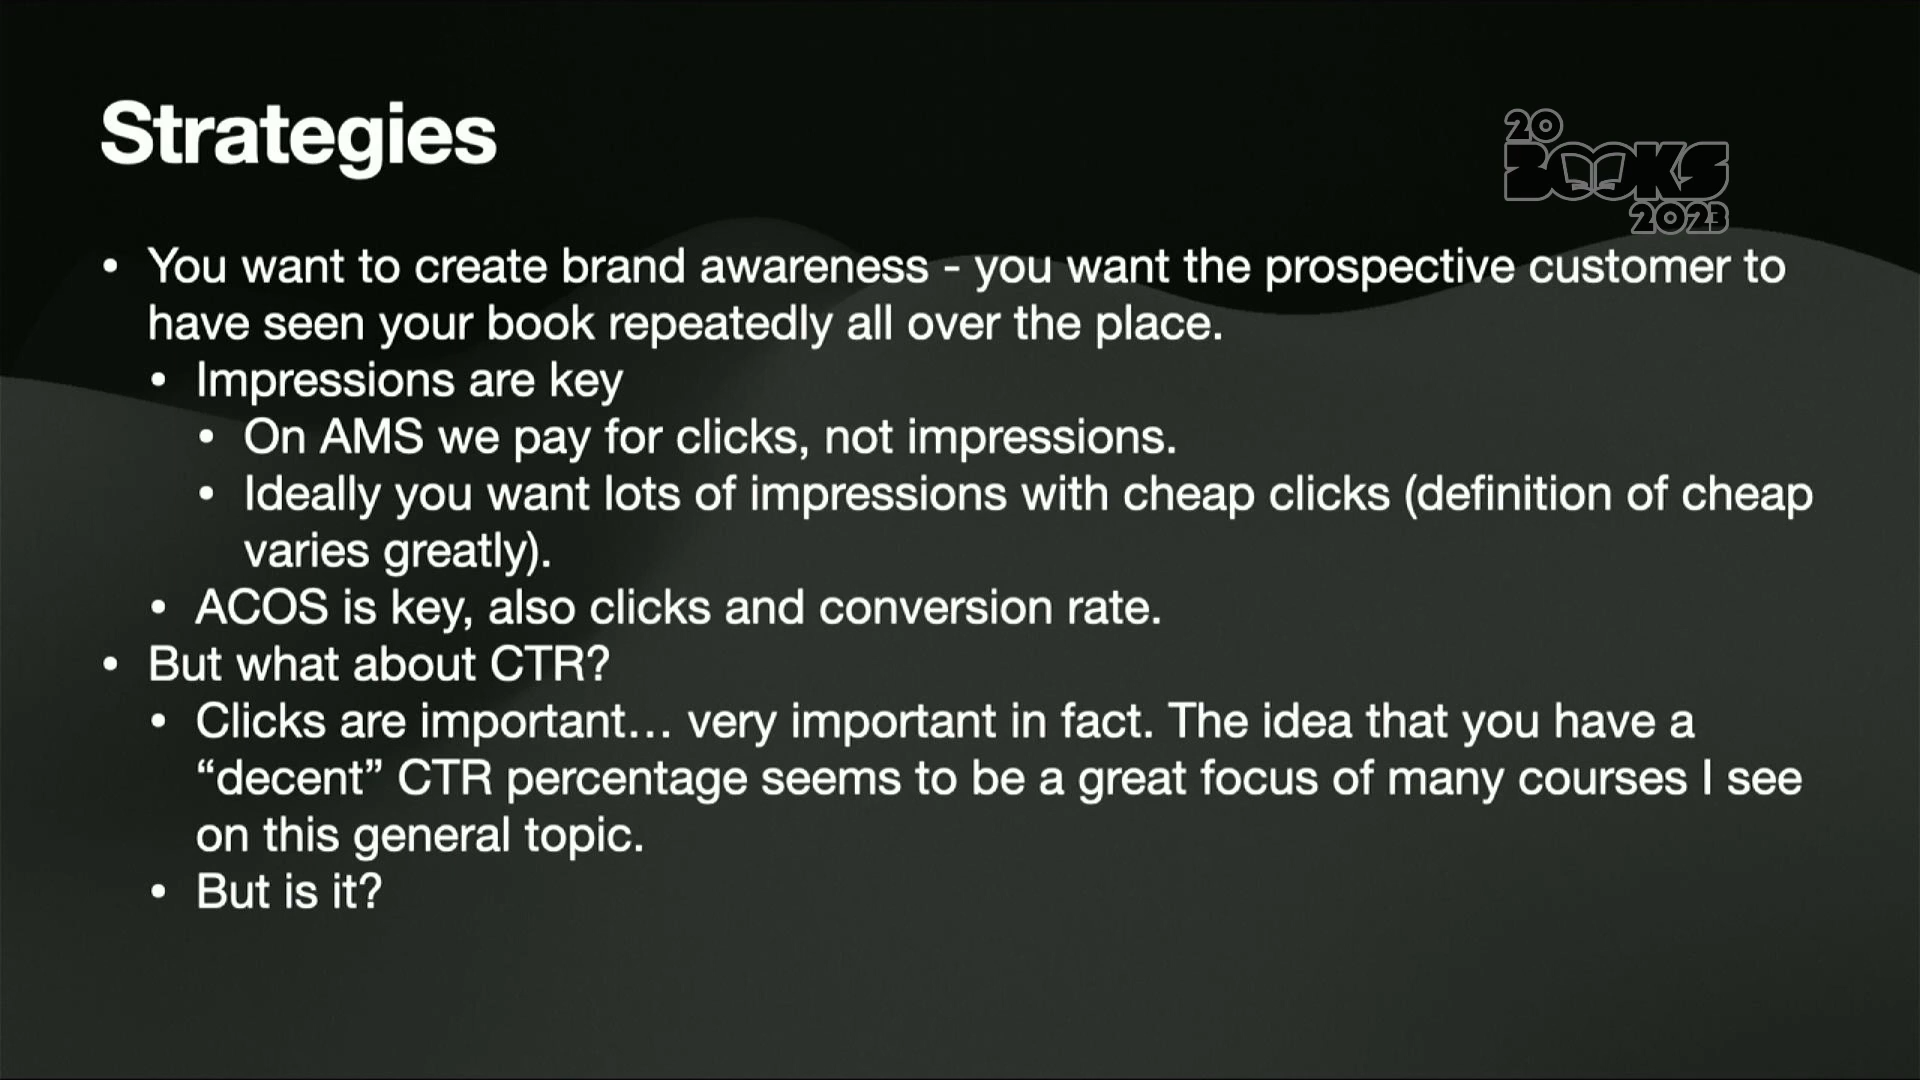 Strategies
20
BOOKS
2023
• You want to create brand awareness - you want the prospective customer to
have seen your book repeatedly all over the place.
• Impressions are key
• On AMS we pay for clicks, not impressions.
• Ideally you want lots of impressions with cheap clicks (definition of cheap
varies greatly).
• ACOS is key, also clicks and conversion rate.
• But what about CTR?
• Clicks are important… very important in fact. The idea that you have a
“decent” CTR percentage seems to be a great focus of many courses I see
on this general topic.
• But is it?